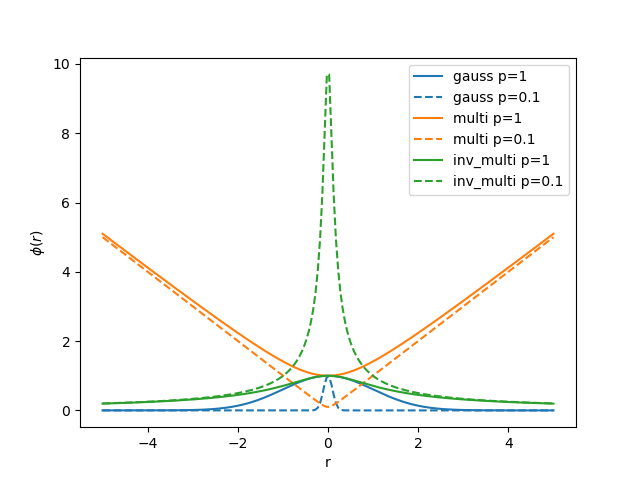 10
8
6
4
2
0
ϕ(r)
−4
−2
0
2
4
r
gauss p=1
gauss p=0.1
multi p=1
multi p=0.1
inv_multi p=1
inv_multi p=0.1